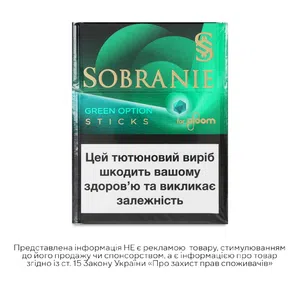 SOBRANIE
GREEN OPTION
STICKS
for gloom
Цей тютюновий виріб
шкодить вашому
здоров'ю та викликає
залежність
Представлена інформація НЕ є рекламою товару, стимулюванням
до його продажу чи спонсорством, а є інформацією про товар
згідно із ст. 15 Закону України «Про захист прав споживачів»